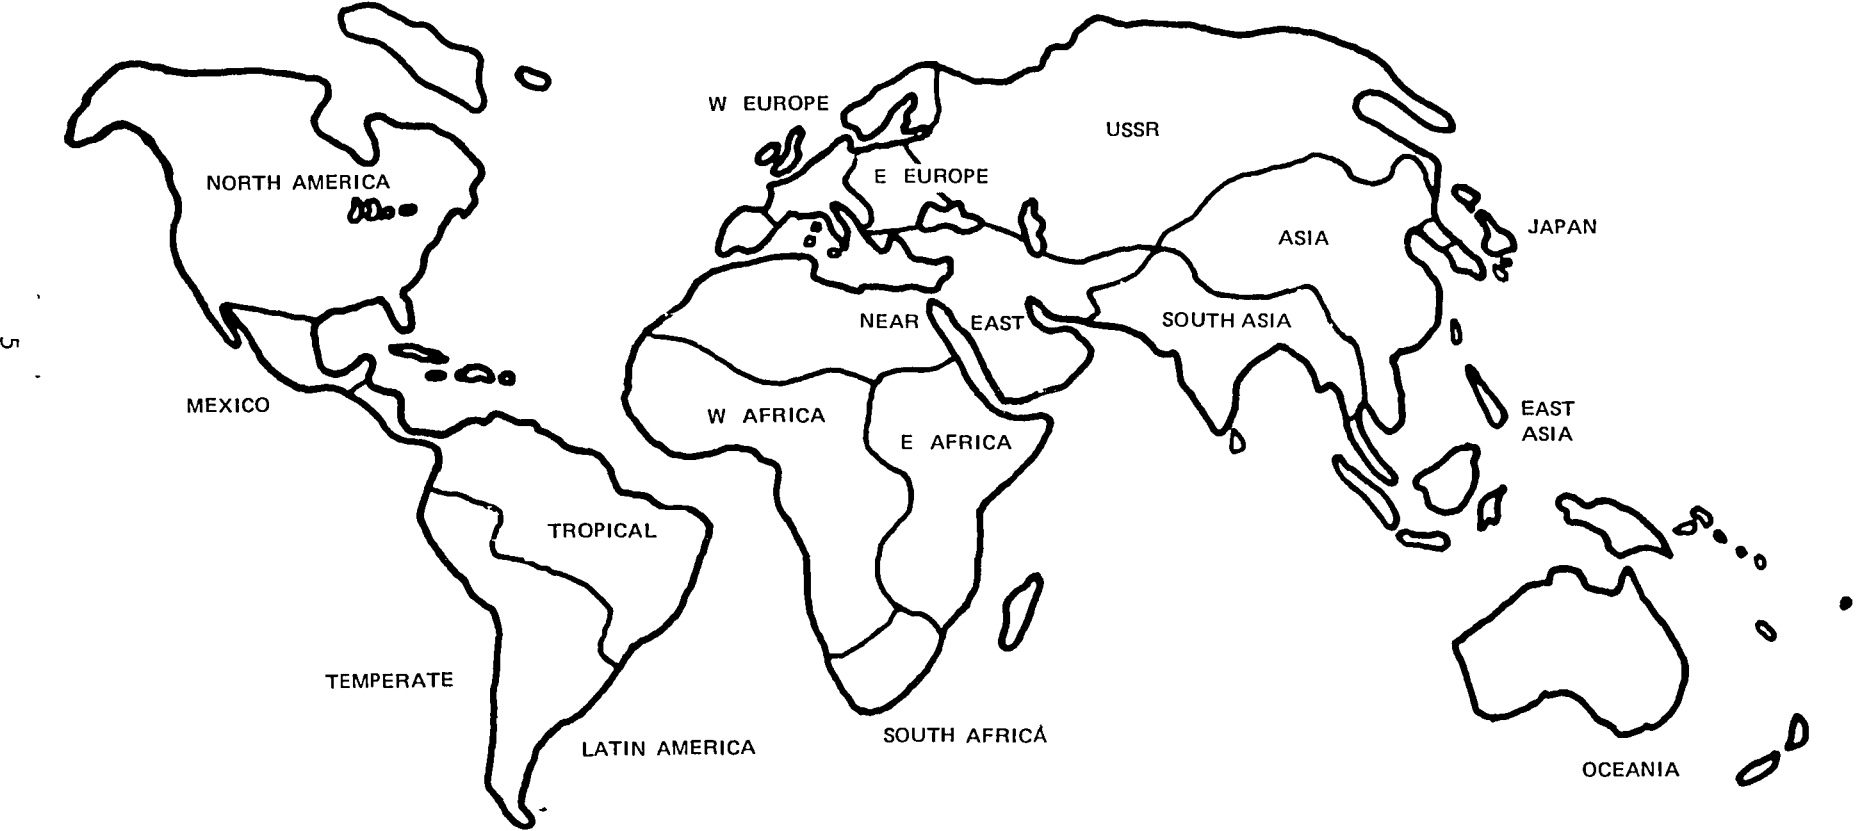 W EUROPE
USSR
E EUROPE
NORTH AMERICA
JAPAN
ASIA
NEAR EAST
SOUTH ASIA
MEXICO
W AFRICA
E AFRICA
EAST
ASIA
TROPICAL
TEMPERATE
LATIN AMERICA
SOUTH AFRICA
OCEANIA
5